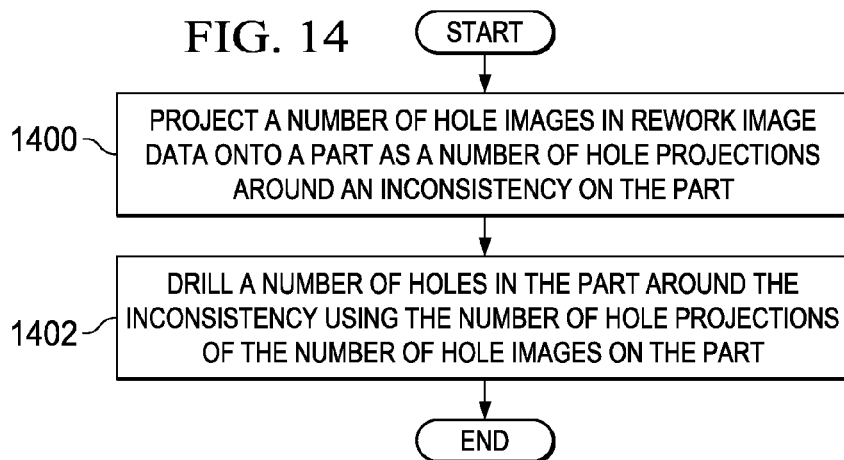 FIG. 14
START
1400
PROJECT A NUMBER OF HOLE IMAGES IN REWORK IMAGE
DATA ONTO A PART AS A NUMBER OF HOLE PROJECTIONS
AROUND AN INCONSISTENCY ON THE PART
1402
DRILL A NUMBER OF HOLES IN THE PART AROUND THE
INCONSISTENCY USING THE NUMBER OF HOLE PROJECTIONS
OF THE NUMBER OF HOLE IMAGES ON THE PART
END